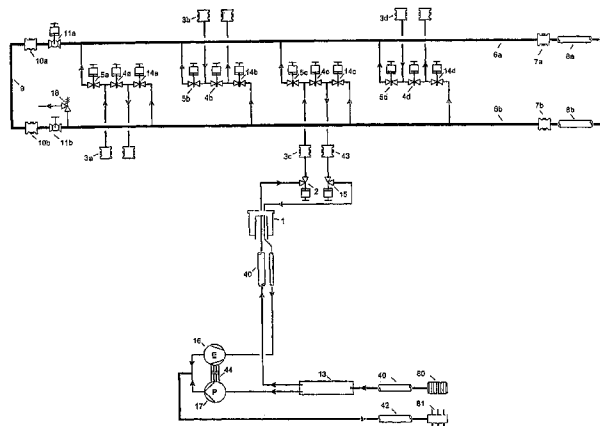 3b 3d
10a 11a
5a 4a 14a 5b 4b 14b 5c 4c 14c 5d 4d 14d
6a 7a 8a
9
18
10b 11b 6b 7b 8b
3a 3c 43
2 15
1
40
16 E 44 13 40 80
17 P
42 81